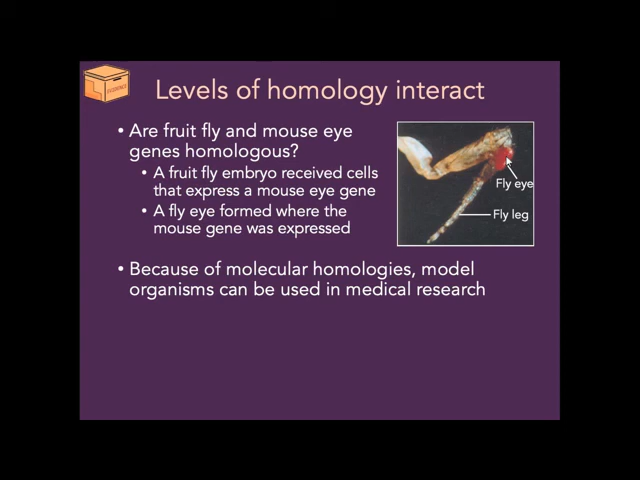 Levels of homology interact
• Are fruit fly and mouse eye
genes homologous?
• A fruit fly embryo received cells
that express a mouse eye gene
• A fly eye formed where the
mouse gene was expressed
Fly eye
Fly leg
• Because of molecular homologies, model
organisms can be used in medical research